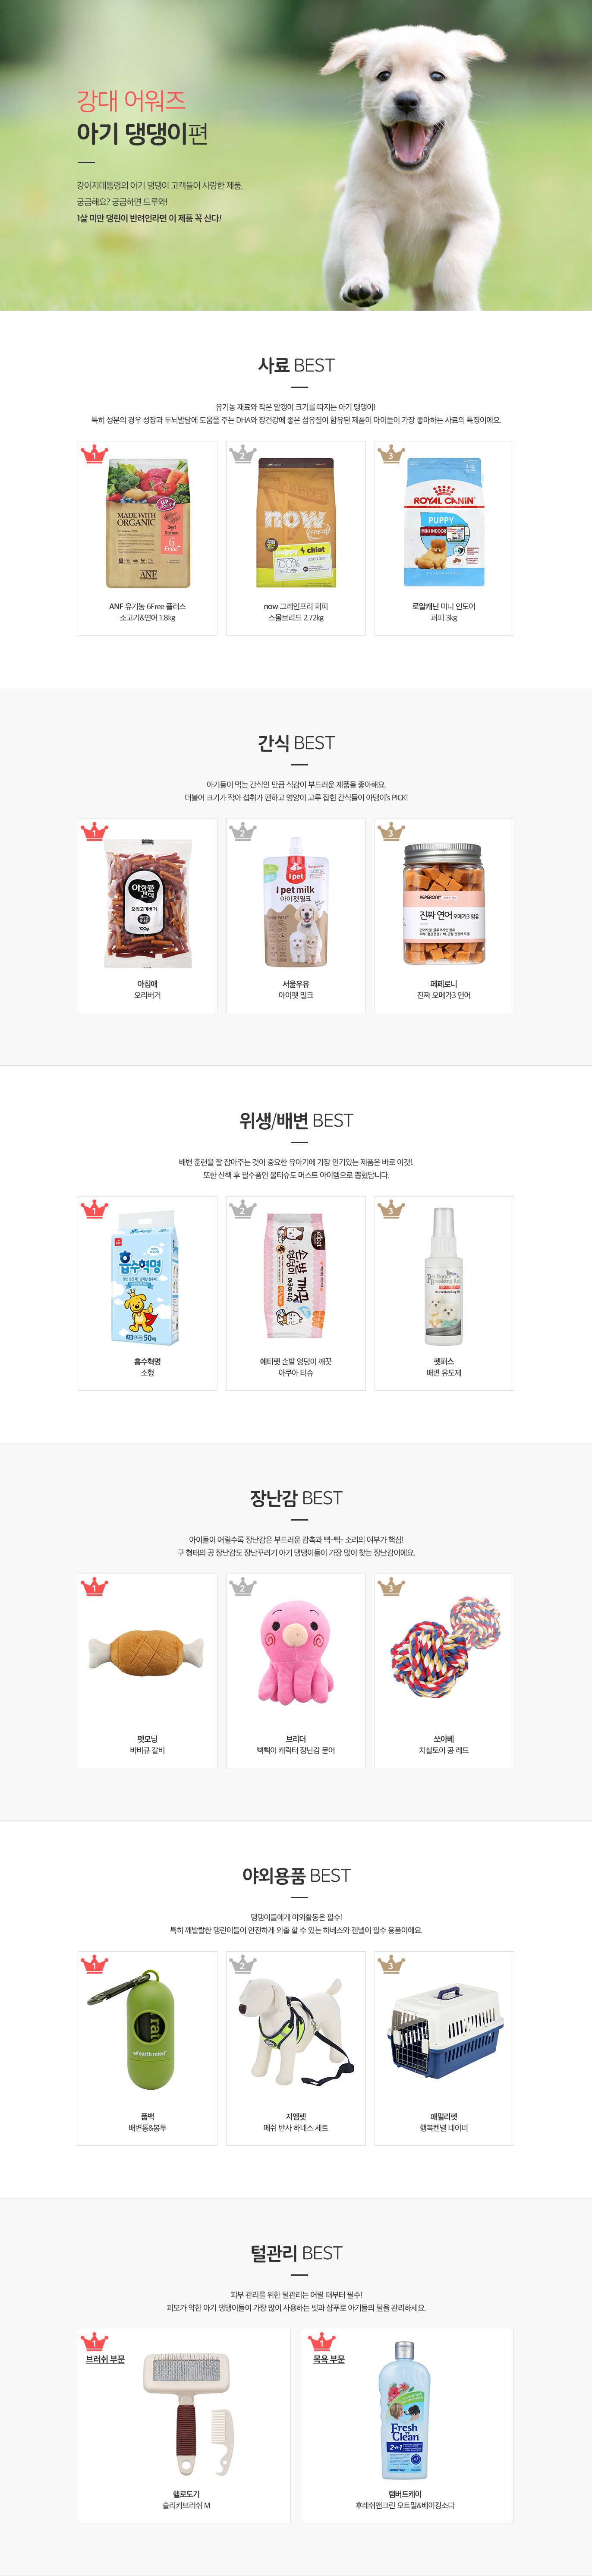 강대 어워즈
아기 댕댕이편
강아지대통령의 아기 댕댕이 고객들이 사랑한 제품,
궁금해요? 궁금하면 드루와!
1살 미만 댕린이 반려인라면 이 제품 꼭 산다!
사료 BEST
유기농 재료와 작은 알갱이 크기를 따지는 아기 댕댕이!
특히 성분의 경우 성장과 두뇌발달에 도움을 주는 DHA와 장건강에 좋은 섬유질이 함유된 제품이 아이들이 가장 좋아하는 사료의 특징이에요.
1
2
3
MADE WITH
ORGANIC
6
Free+
ANF
now
ROYAL CANIN
PUPPY
MINI INDOOR
ANF 유기농 6Free 플러스
소고기&연어 1.8kg
now 그레인프리 퍼피
스몰브리드 2.72kg
로얄캐닌 미니 인도어
퍼피 3kg
간식 BEST
아기들이 먹는 간식인 만큼 식감이 부드러운 제품을 좋아해요.
더불어 크기가 작아 섭취가 편하고 영양이 고루 잡힌 간식들이 아댕이's PICK!
1
2
3
100g
I pet
I pet milk
아이펫 밀크
PEPERONI
진짜 연어 오메가3 함유
아침애
오리버거
서울우유
아이펫 밀크
페페로니
진짜 오메가3 연어
위생/배변 BEST
배변 훈련을 잘 잡아주는 것이 중요한 유아기에 가장 인기있는 제품은 바로 이것!.
또한 산책 후 필수품인 물티슈도 머스트 아이템으로 뽑혔답니다.
1
2
3
흡수혁명
50매
손발 엉덩이 깨끗
흡수혁명
소형
에티펫 손발 엉덩이 깨끗
아쿠아 티슈
펫퍼스
배변 유도제
장난감 BEST
아이들이 어릴수록 장난감은 부드러운 감촉과 삑-삑- 소리의 여부가 핵심!
구 형태의 공 장난감도 장난꾸러기 아기 댕댕이들이 가장 많이 찾는 장난감이에요.
1
2
3
펫모닝
바비큐 갈비
브리더
삑삑이 캐릭터 장난감 문어
쏘아베
치실토이 공 레드
야외용품 BEST
댕댕이들에게 야외활동은 필수!
특히 깨발랄한 댕린이들이 안전하게 외출 할 수 있는 하네스와 켄넬이 필수 용품이에요.
1
2
3
earth rated
풉백
배변통&봉투
지엠펫
메쉬 반사 하네스 세트
패밀리펫
행복켄넬 네이비
털관리 BEST
피부 관리를 위한 털관리는 어릴 때부터 필수!
피모가 약한 아기 댕댕이들이 가장 많이 사용하는 빗과 샴푸로 아기들의 털을 관리하세요.
1
브러쉬 부문
1
목욕 부문
Fresh
'n
Clean
2 in 1
헬로도기
슬리커브러쉬 M
램버트케이
후레쉬앤크린 오트밀&베이킹소다